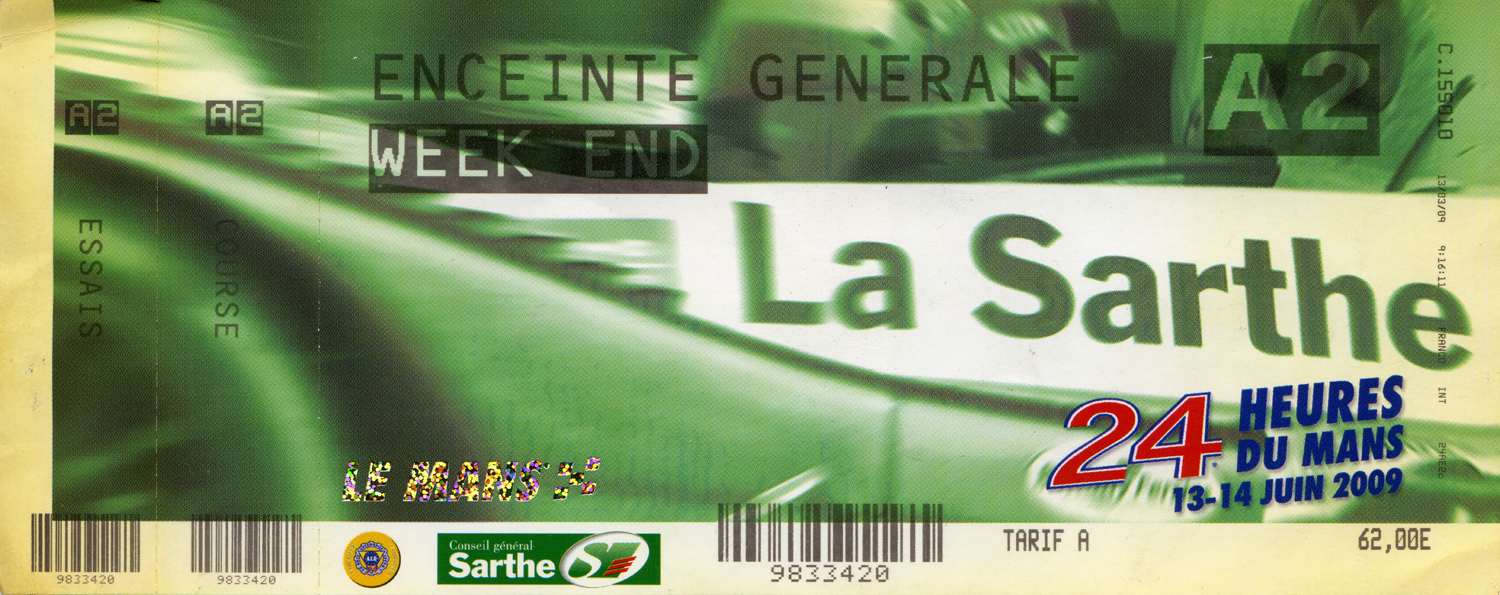 ENCEINTE GENERALE
WEEK END
A2
A2
A2
ESSAIS
COURSE
C.155010
13/03/09 9:16:11
INT
La Sarthe
24 HEURES
DU MANS
13-14 JUIN 2009
LE MANS
9833420
9833420
Conseil général
Sarthe
9833420
TARIF A
62,00E